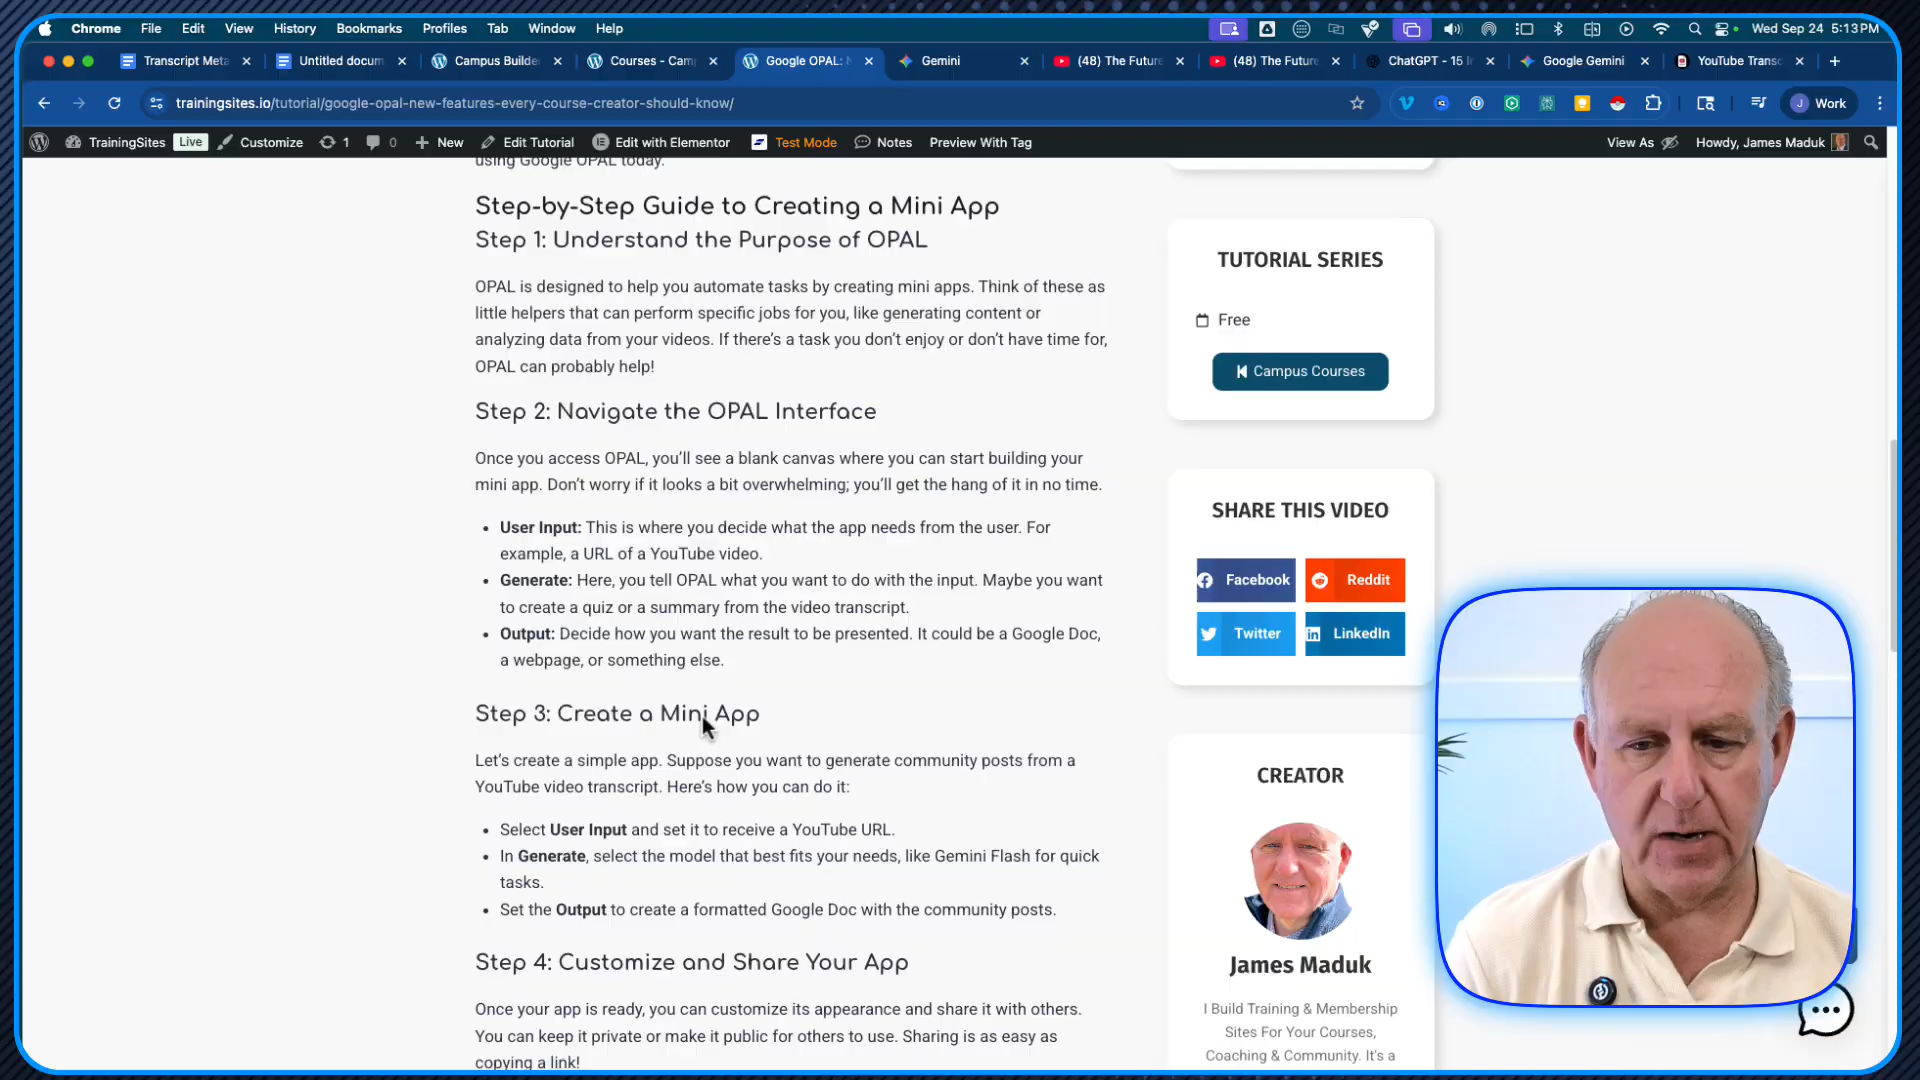 Chrome File Edit View History Bookmarks Profiles Tab Window Help Wed Sep 24 5:13 PM
Transcript Meta Untitled docum Campus Builde Courses - Cam Google OPAL: N Gemini (48) The Future (48) The Future ChatGPT - 15 I Google Gemini YouTube Transc
trainingsites.io/tutorial/google-opal-new-features-every-course-creator-should-know/ J Work
TrainingSites Live Customize 1 0 New Edit Tutorial Edit with Elementor Test Mode Notes Preview With Tag View As Howdy, James Maduk
using Google OPAL today.
Step-by-Step Guide to Creating a Mini App
Step 1: Understand the Purpose of OPAL
OPAL is designed to help you automate tasks by creating mini apps. Think of these as
little helpers that can perform specific jobs for you, like generating content or
analyzing data from your videos. If there's a task you don't enjoy or don't have time for,
OPAL can probably help!
Step 2: Navigate the OPAL Interface
Once you access OPAL, you'll see a blank canvas where you can start building your
mini app. Don't worry if it looks a bit overwhelming; you'll get the hang of it in no time.
• User Input: This is where you decide what the app needs from the user. For
example, a URL of a YouTube video.
• Generate: Here, you tell OPAL what you want to do with the input. Maybe you want
to create a quiz or a summary from the video transcript.
• Output: Decide how you want the result to be presented. It could be a Google Doc,
a webpage, or something else.
Step 3: Create a Mini App
Let's create a simple app. Suppose you want to generate community posts from a
YouTube video transcript. Here's how you can do it:
• Select User Input and set it to receive a YouTube URL.
• In Generate, select the model that best fits your needs, like Gemini Flash for quick
tasks.
• Set the Output to create a formatted Google Doc with the community posts.
Step 4: Customize and Share Your App
Once your app is ready, you can customize its appearance and share it with others.
You can keep it private or make it public for others to use. Sharing is as easy as
copying a link!
TUTORIAL SERIES
Free
Campus Courses
SHARE THIS VIDEO
Facebook Reddit
Twitter LinkedIn
CREATOR
James Maduk
I Build Training & Membership
Sites For Your Courses,
Coaching & Community. It's a